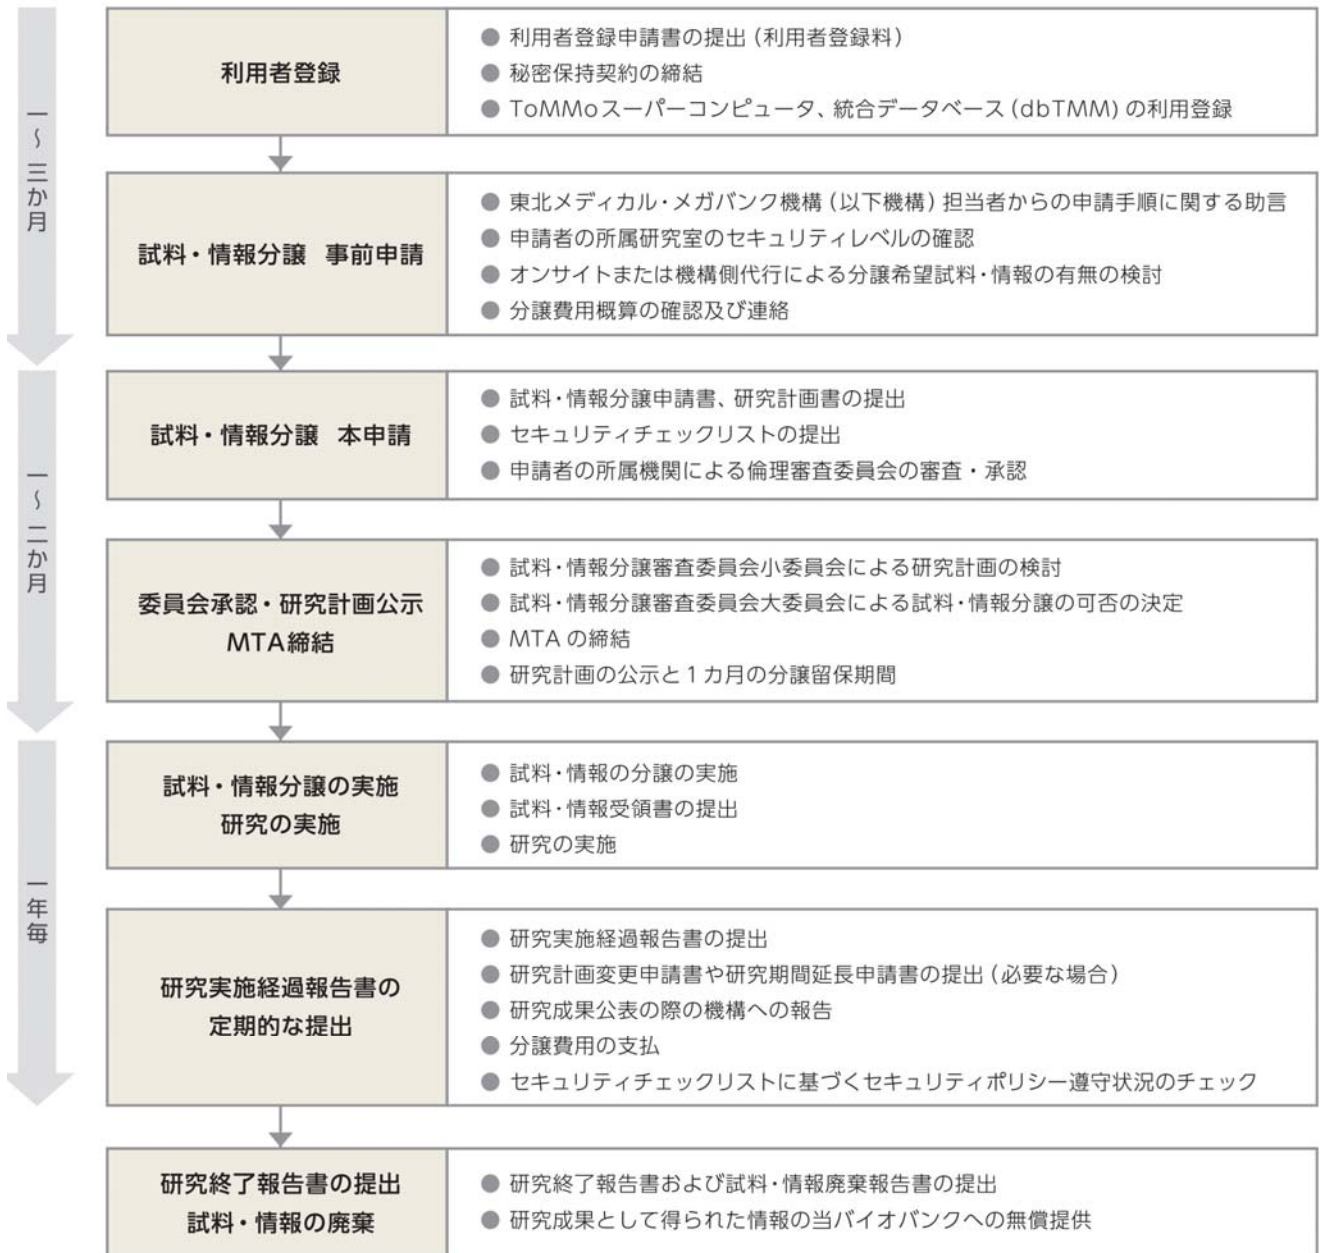 一～三か月
利用者登録
● 利用者登録申請書の提出（利用者登録料）
● 秘密保持契約の締結
● ToMMoスーパーコンピュータ、統合データベース（dbTMM）の利用登録
試料・情報分譲 事前申請
● 東北メディカル・メガバンク機構（以下機構）担当者からの申請手順に関する助言
● 申請者の所属研究室のセキュリティレベルの確認
● オンサイトまたは機構側代行による分譲希望試料・情報の有無の検討
● 分譲費用概算の確認及び連絡
一～二か月
試料・情報分譲 本申請
● 試料・情報分譲申請書、研究計画書の提出
● セキュリティチェックリストの提出
● 申請者の所属機関による倫理審査委員会の審査・承認
委員会承認・研究計画公示
MTA締結
● 試料・情報分譲審査委員会小委員会による研究計画の検討
● 試料・情報分譲審査委員会大委員会による試料・情報分譲の可否の決定
● MTA の締結
● 研究計画の公示と１カ月の分譲留保期間
一年毎
試料・情報分譲の実施
研究の実施
● 試料・情報の分譲の実施
● 試料・情報受領書の提出
● 研究の実施
研究実施経過報告書の
定期的な提出
● 研究実施経過報告書の提出
● 研究計画変更申請書や研究期間延長申請書の提出（必要な場合）
● 研究成果公表の際の機構への報告
● 分譲費用の支払
● セキュリティチェックリストに基づくセキュリティポリシー遵守状況のチェック
研究終了報告書の提出
試料・情報の廃棄
● 研究終了報告書および試料・情報廃棄報告書の提出
● 研究成果として得られた情報の当バイオバンクへの無償提供